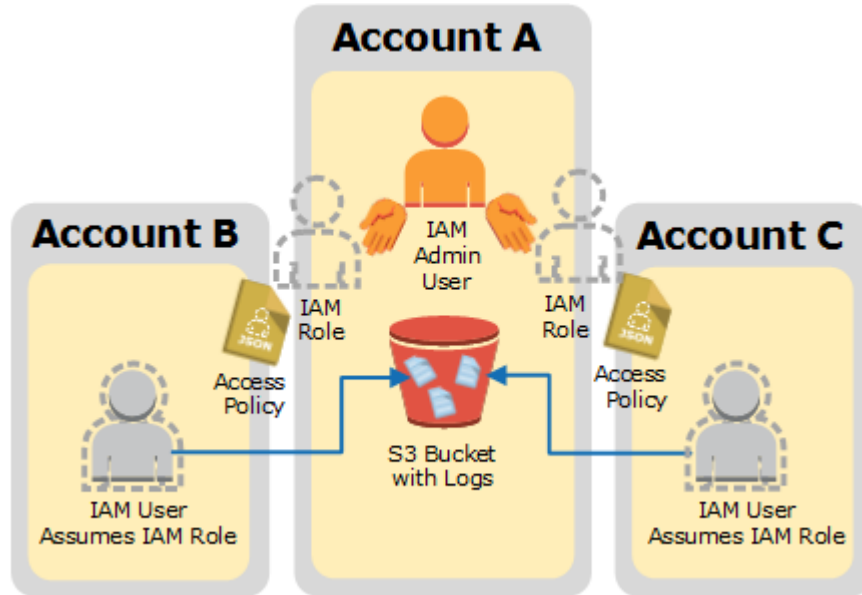 Account A
IAM
Admin
User
Account B
IAM
Role
JSON
Access
Policy
IAM User
Assumes IAM Role
S3 Bucket
with Logs
Account C
IAM
Role
JSON
Access
Policy
IAM User
Assumes IAM Role